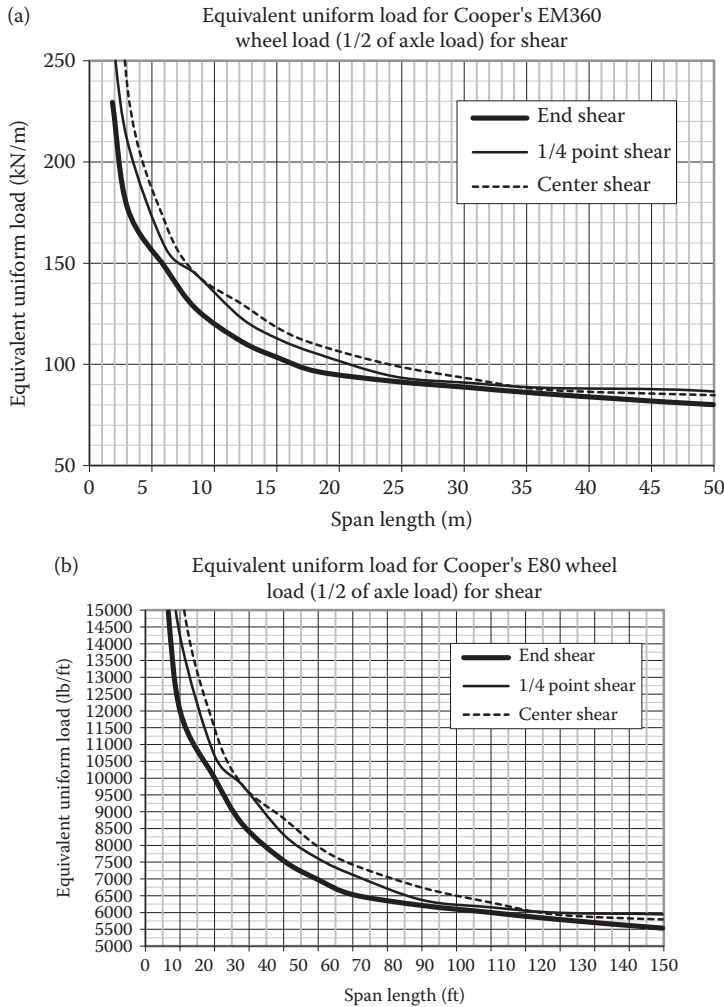 (a)
Equivalent uniform load for Cooper's EM360
wheel load (1/2 of axle load) for shear
Equivalent uniform load (kN/m)
250
200
150
100
50
End shear
1/4 point shear
Center shear
0 5 10 15 20 25 30 35 40 45 50
Span length (m)
(b)
Equivalent uniform load for Cooper's E80 wheel
load (1/2 of axle load) for shear
Equivalent uniform load (lb/ft)
15000
14500
14000
13500
13000
12500
12000
11500
11000
10500
10000
9500
9000
8500
8000
7500
7000
6500
6000
5500
5000
End shear
1/4 point shear
Center shear
0 10 20 30 40 50 60 70 80 90 100 110 120 130 140 150
Span length (ft)